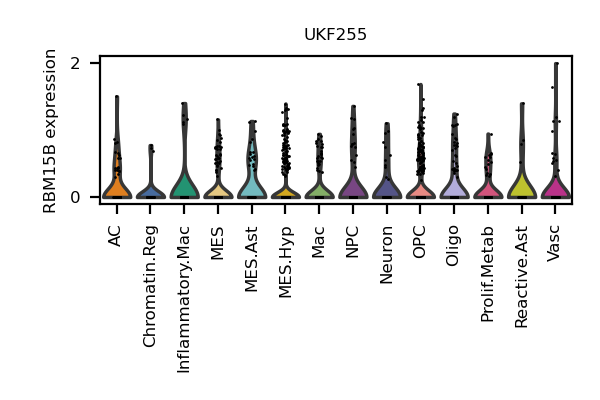 UKF255
RBM15B expression
2
0
AC
Chromatin.Reg
Inflammatory.Mac
MES
MES.Ast
MES.Hyp
Mac
NPC
Neuron
OPC
Oligo
Prolif.Metab
Reactive.Ast
Vasc